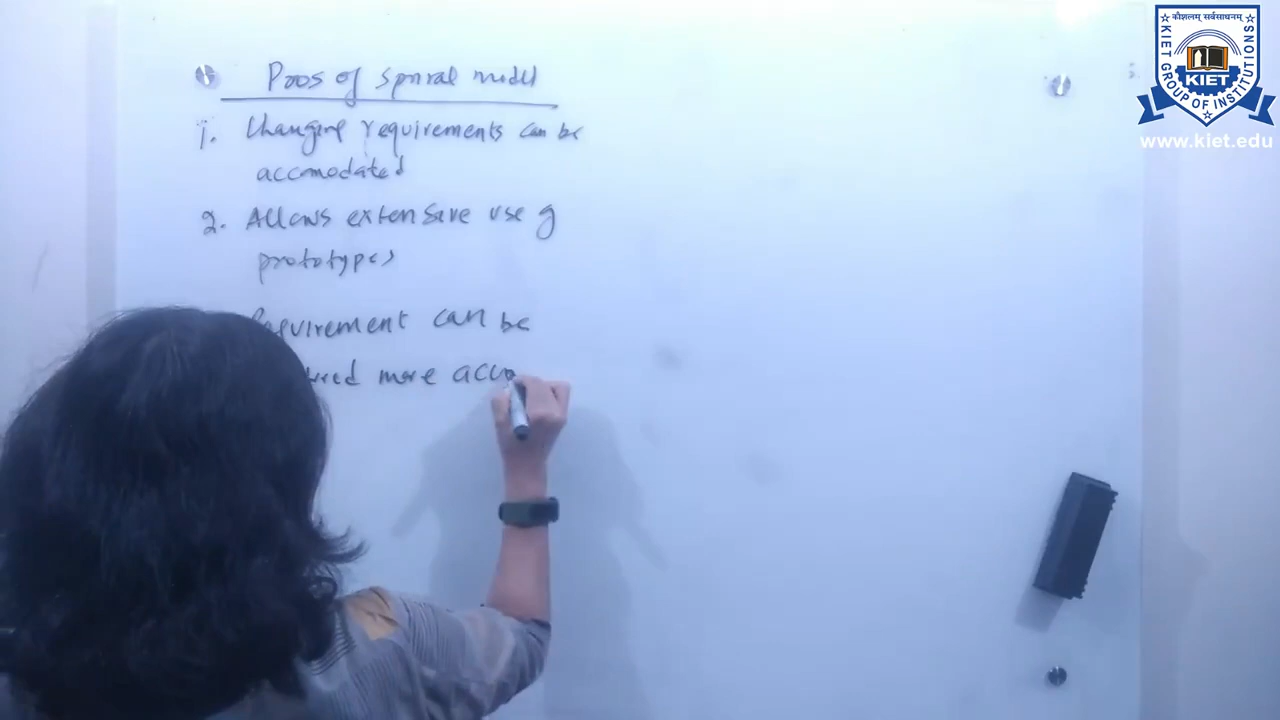 Pros of spiral model
1. Changing requirements can be
accomodated
2. Allows extensive use of
prototypes
Requirement can be
more accu
कौशलम् सर्वसाधनम्
KIET GROUP OF INSTITUTIONS
KIET
www.kiet.edu